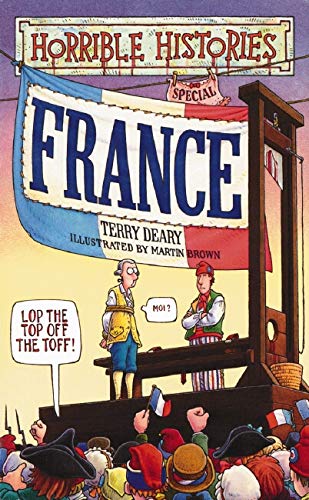 HORRIBLE HISTORIES
SPECIAL
FRANCE
TERRY DEARY
ILLUSTRATED BY MARTIN BROWN
MOI?
LOP THE
TOP OFF
THE TOFF!